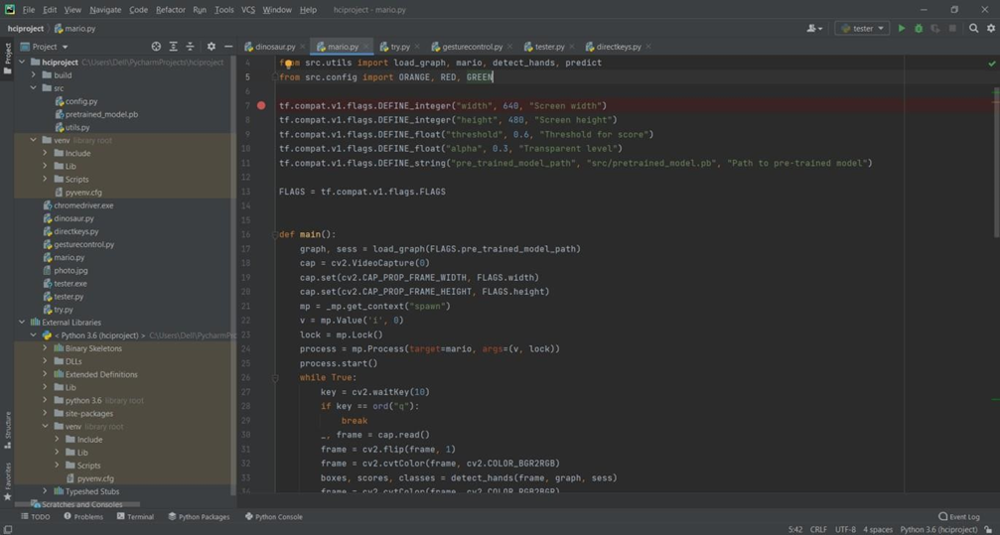 File Edit View Navigate Code Refactor Run Tools VCS Window Help hciproject - mario.py
hciproject mario.py
tester
Project
Project
dinosaur.py
mario.py
try.py
gesturecontrol.py
tester.py
directkeys.py
hciproject C:\Users\Dell\PycharmProjects\hciproject
build
src
config.py
pretrained_model.pb
utils.py
venv library root
Include
Lib
Scripts
pyvenv.cfg
chromedriver.exe
dinosaur.py
directkeys.py
gesturecontrol.py
mario.py
photo.jpg
tester.exe
tester.py
try.py
External Libraries
< Python 3.6 (hciproject) > C:\Users\Dell\PycharmPro
Binary Skeletons
DLLs
Extended Definitions
Lib
python 3.6 library root
site-packages
venv library root
Include
Lib
Scripts
pyvenv.cfg
Typeshed Stubs
Scratches and Consoles
Structure
Favorites
4 from src.utils import load_graph, mario, detect_hands, predict
5 from src.config import ORANGE, RED, GREEN
6
7 tf.compat.v1.flags.DEFINE_integer("width", 640, "Screen width")
8 tf.compat.v1.flags.DEFINE_integer("height", 480, "Screen height")
9 tf.compat.v1.flags.DEFINE_float("threshold", 0.6, "Threshold for score")
10 tf.compat.v1.flags.DEFINE_float("alpha", 0.3, "Transparent level")
11 tf.compat.v1.flags.DEFINE_string("pre_trained_model_path", "src/pretrained_model.pb", "Path to pre-trained model")
12
13 FLAGS = tf.compat.v1.flags.FLAGS
14
15
16 def main():
17 graph, sess = load_graph(FLAGS.pre_trained_model_path)
18 cap = cv2.VideoCapture(0)
19 cap.set(cv2.CAP_PROP_FRAME_WIDTH, FLAGS.width)
20 cap.set(cv2.CAP_PROP_FRAME_HEIGHT, FLAGS.height)
21 mp = _mp.get_context("spawn")
22 v = mp.Value('i', 0)
23 lock = mp.Lock()
24 process = mp.Process(target=mario, args=(v, lock))
25 process.start()
26 while True:
27 key = cv2.waitKey(10)
28 if key == ord("q"):
29 break
30 _, frame = cap.read()
31 frame = cv2.flip(frame, 1)
32 frame = cv2.cvtColor(frame, cv2.COLOR_BGR2RGB)
33 boxes, scores, classes = detect_hands(frame, graph, sess)
34 frame = cv2.cvtColor(frame, cv2.COLOR_RGB2BGR)
TODO Problems Terminal Python Packages Python Console Event Log
5:42 CRLF UTF-8 4 spaces Python 3.6 (hciproject)